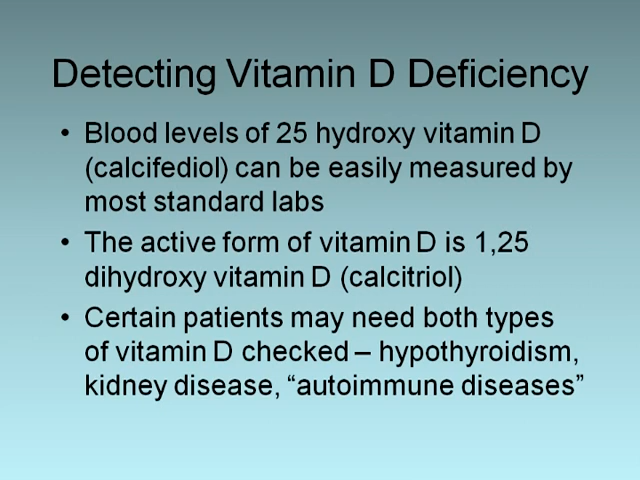 Detecting Vitamin D Deficiency
• Blood levels of 25 hydroxy vitamin D
(calcifediol) can be easily measured by
most standard labs
• The active form of vitamin D is 1,25
dihydroxy vitamin D (calcitriol)
• Certain patients may need both types
of vitamin D checked – hypothyroidism,
kidney disease, “autoimmune diseases”